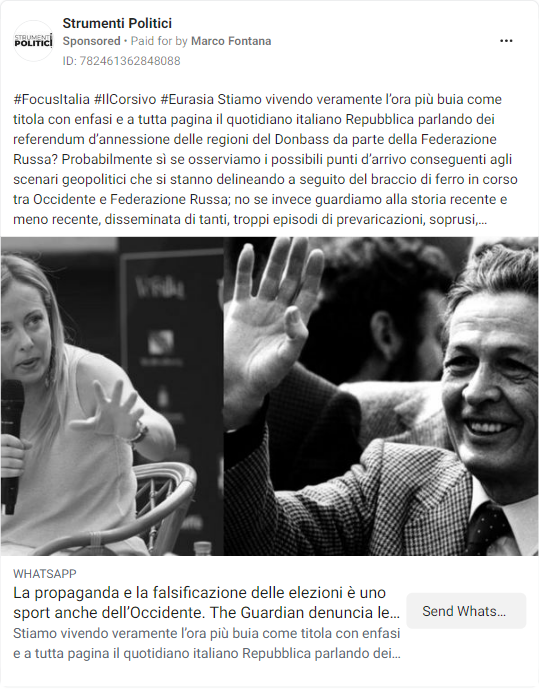 STRUMENTI
POLITICI
Strumenti Politici
Sponsored • Paid for by Marco Fontana
ID: 782461362848088
#FocusItalia #IlCorsivo #Eurasia Stiamo vivendo veramente l’ora più buia come
titola con enfasi e a tutta pagina il quotidiano italiano Repubblica parlando dei
referendum d’annessione delle regioni del Donbass da parte della Federazione
Russa? Probabilmente sì se osserviamo i possibili punti d’arrivo conseguenti agli
scenari geopolitici che si stanno delineando a seguito del braccio di ferro in corso
tra Occidente e Federazione Russa; no se invece guardiamo alla storia recente e
meno recente, disseminata di tanti, troppi episodi di prevaricazioni, soprusi,…
WHATSAPP
La propaganda e la falsificazione delle elezioni è uno
sport anche dell’Occidente. The Guardian denuncia le…
Send Whats…
Stiamo vivendo veramente l’ora più buia come titola con enfasi
e a tutta pagina il quotidiano italiano Repubblica parlando dei…